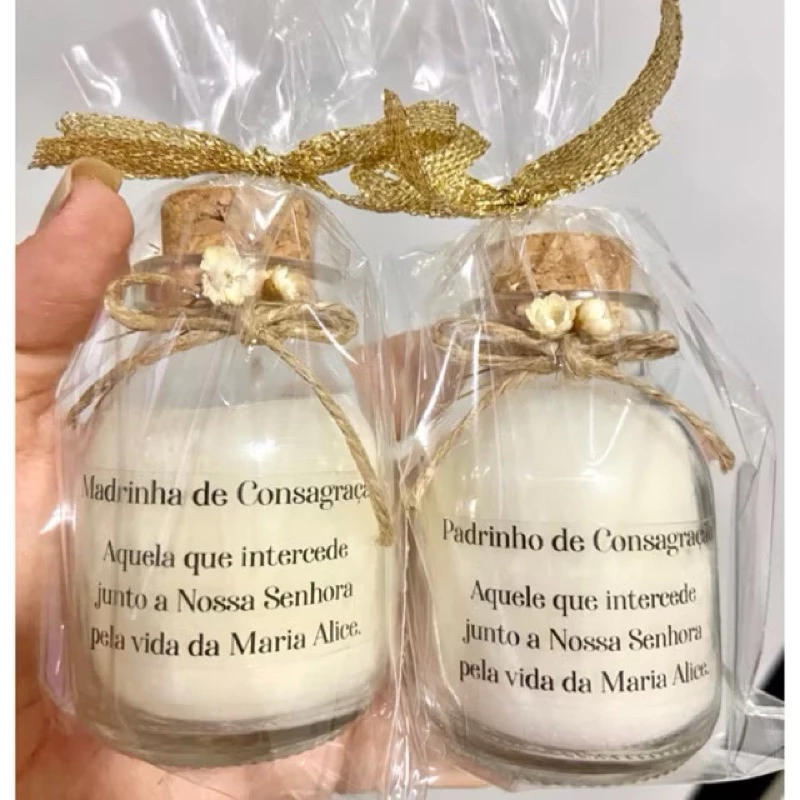 Madrinha de Consagraçã
Aquela que intercede
junto a Nossa Senhora
pela vida da Maria Alice.
Padrinho de Consagração
Aquele que intercede
junto a Nossa Senhora
pela vida da Maria Alice.